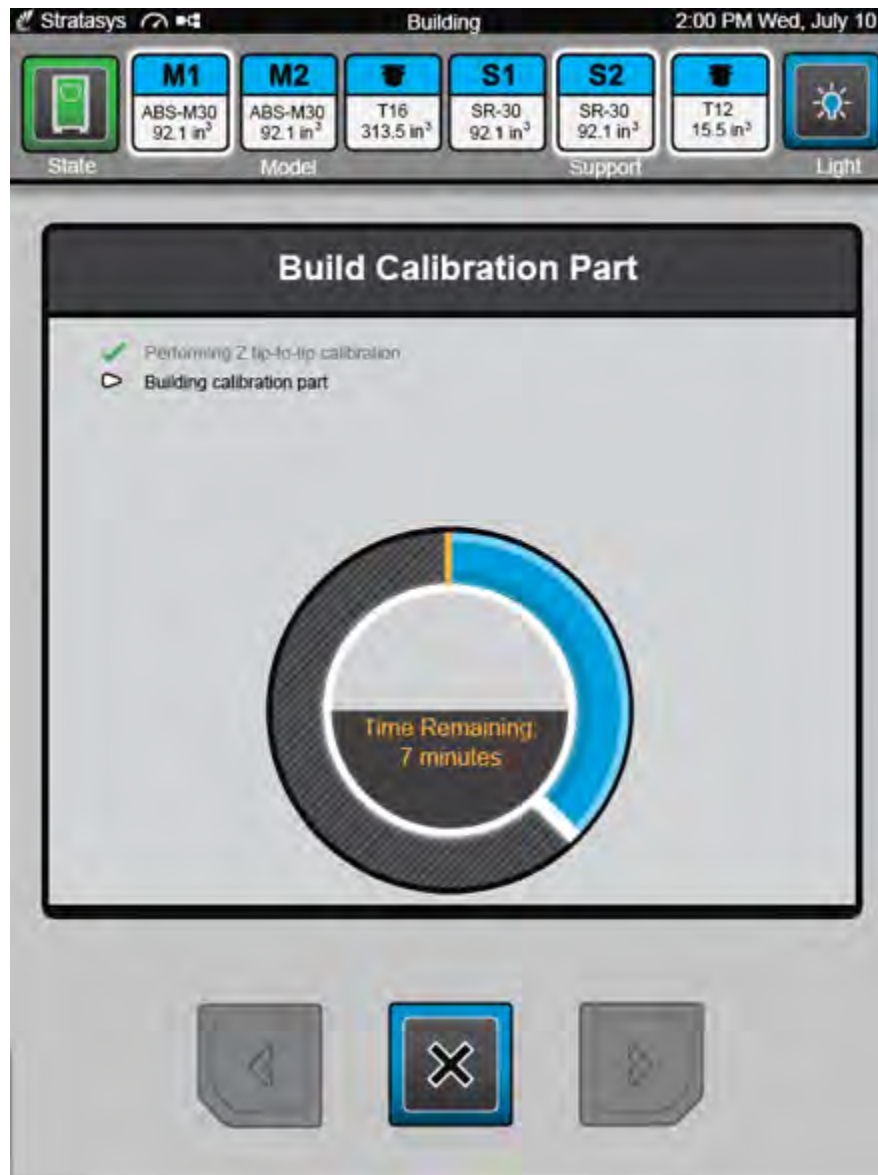 Stratasys Building 2:00 PM Wed, July 10
M1 M2 S1 S2
ABS-M30 ABS-M30 T16 SR-30 SR-30 T12
92.1 in³ 92.1 in³ 313.5 in³ 92.1 in³ 92.1 in³ 15.5 in³
State Model Support Light
Build Calibration Part
Performing Z tip-to-tip calibration
Building calibration part
Time Remaining:
7 minutes